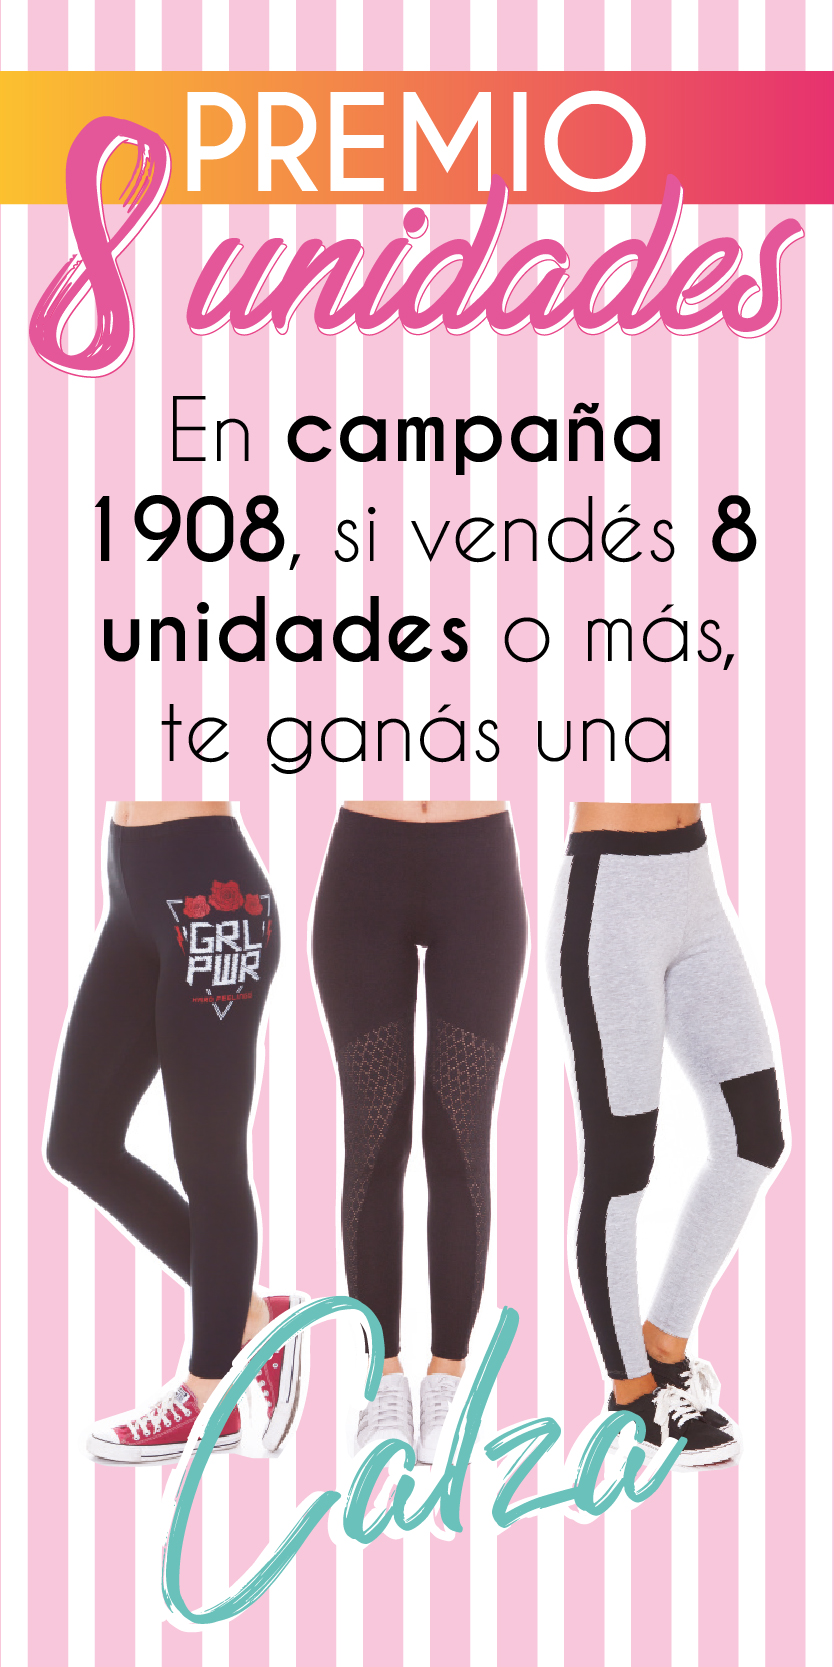 PREMIO
8 unidades
En campaña
1908, si vendés 8
unidades o más,
te ganás una
GRL
PWR
Calza